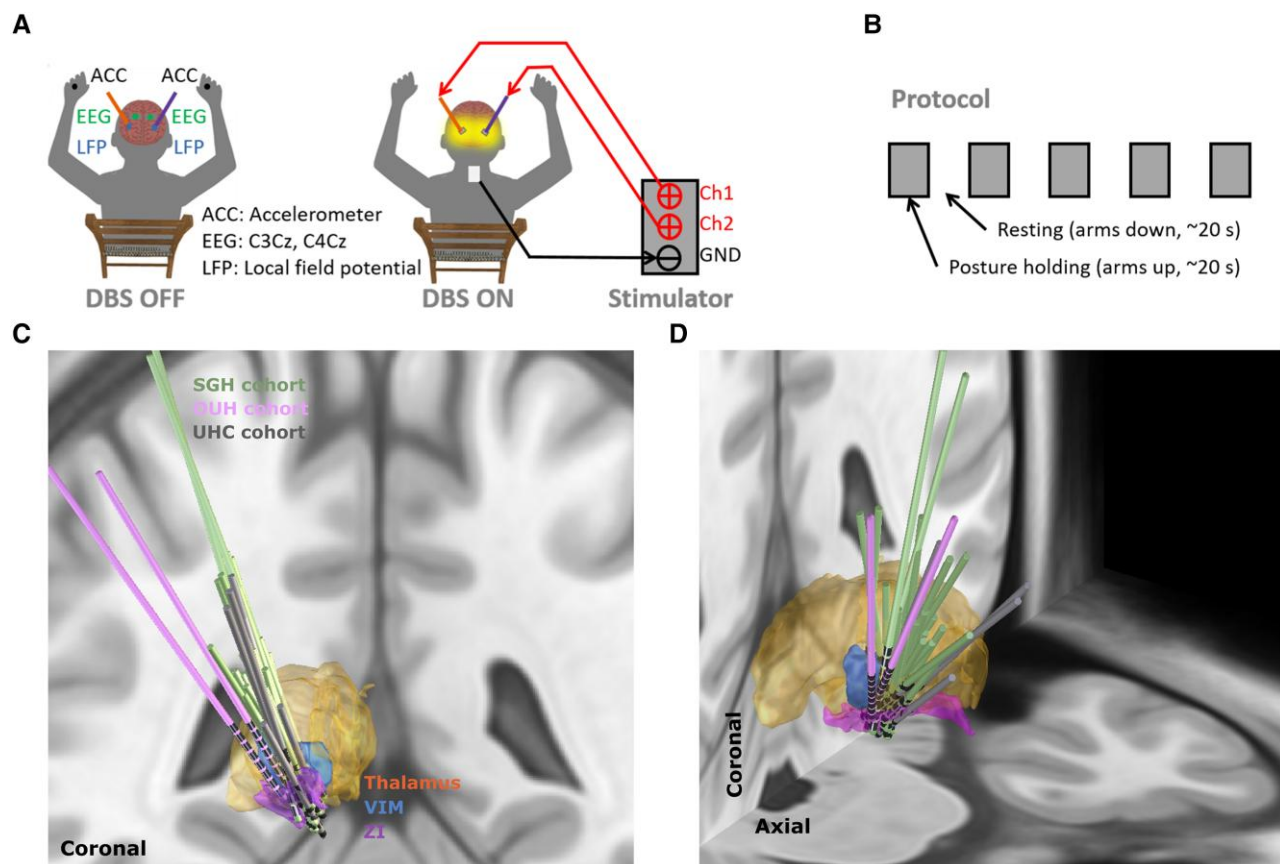 A
ACC ACC
EEG EEG
LFP LFP
ACC: Accelerometer
EEG: C3Cz, C4Cz
LFP: Local field potential
DBS OFF
DBS ON
Ch1
Ch2
GND
Stimulator
B
Protocol
Resting (arms down, ~20 s)
Posture holding (arms up, ~20 s)
C
SGH cohort
OUH cohort
UHC cohort
Thalamus
VIM
ZI
Coronal
D
Coronal
Axial